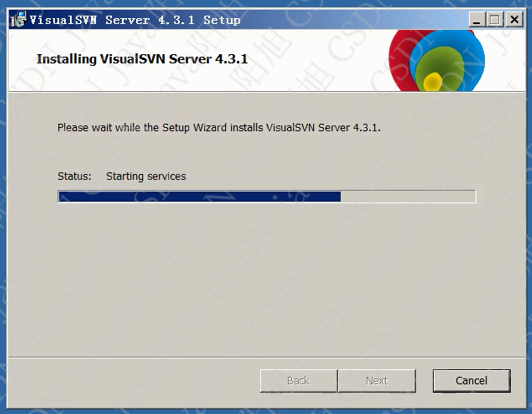 VisualSVN Server 4.3.1 Setup
Installing VisualSVN Server 4.3.1
Please wait while the Setup Wizard installs VisualSVN Server 4.3.1.
Status: Starting services
Back Next Cancel